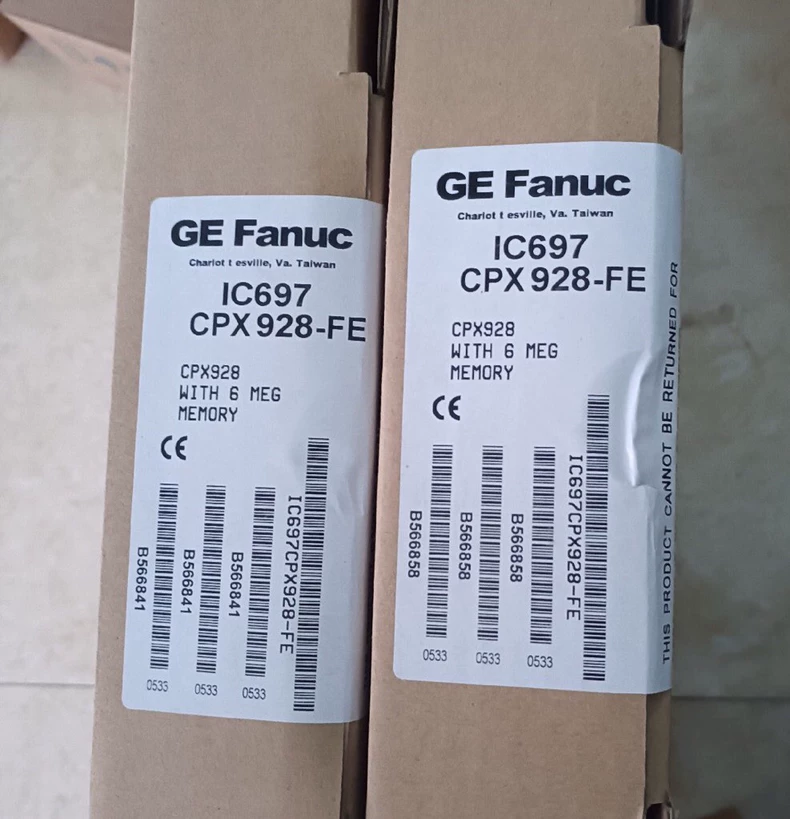 GE Fanuc
Charlot t esville, Va. Taiwan
IC697
CPX 928-FE
CPX928
WITH 6 MEG
MEMORY
CE
B566841
B566841
B566841
IC697CPX928-FE
0533
0533
0533
GE Fanuc
Charlot t esville, Va. Taiwan
IC697
CPX 928-FE
CPX928
WITH 6 MEG
MEMORY
CE
B566858
B566858
B566858
IC697CPX928-FE
0533
0533
0533
THIS PRODUCT CANNOT BE RETURNED FOR